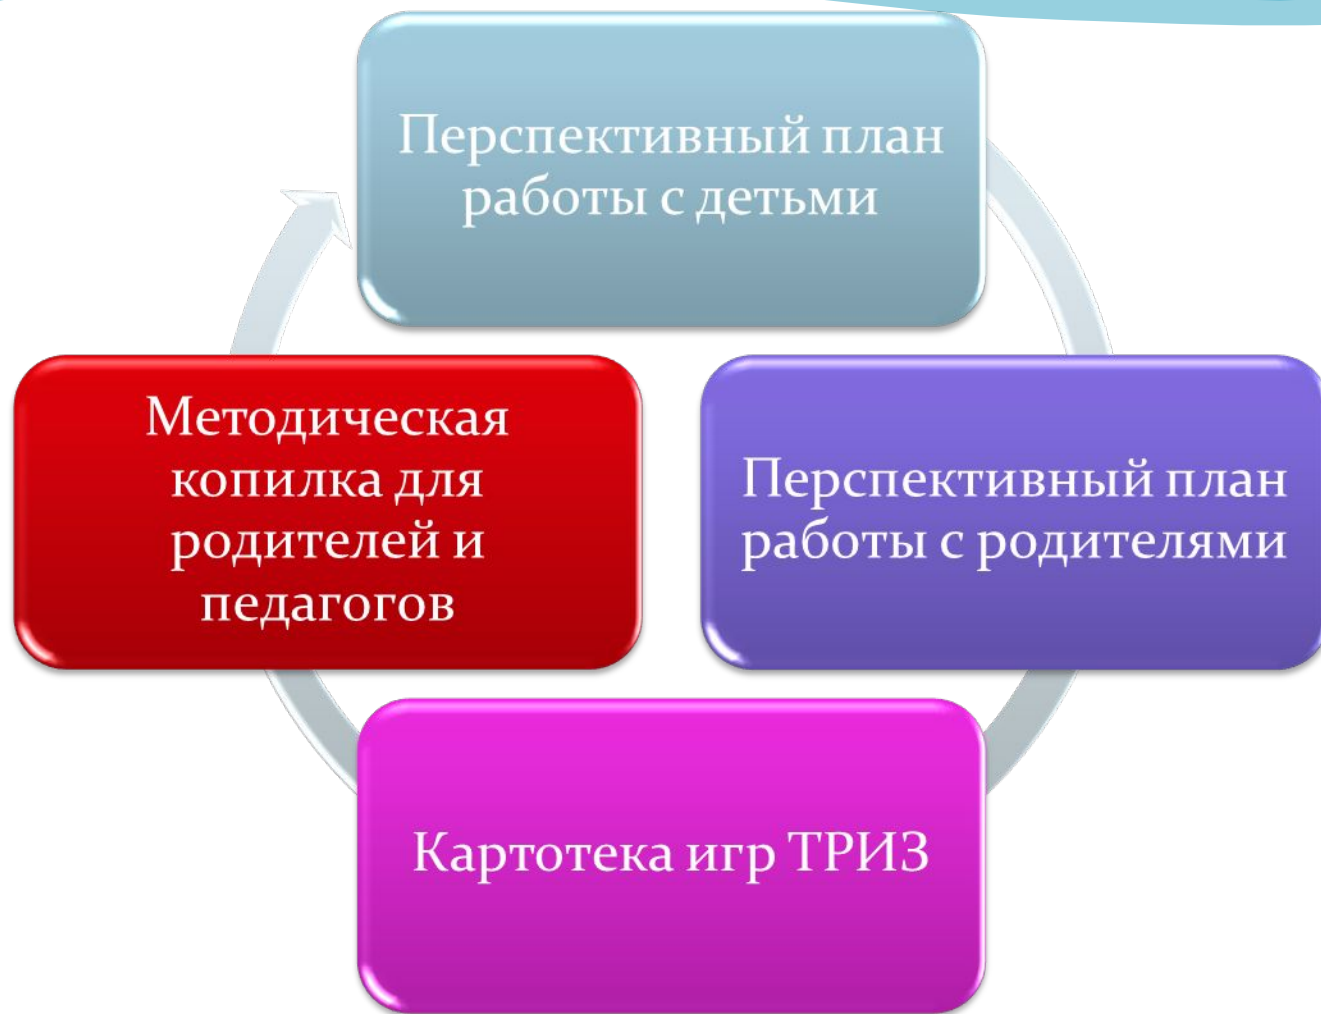 Перспективный план
работы с детьми
Перспективный план
работы с родителями
Картотека игр ТРИЗ
Методическая
копилка для
родителей и
педагогов